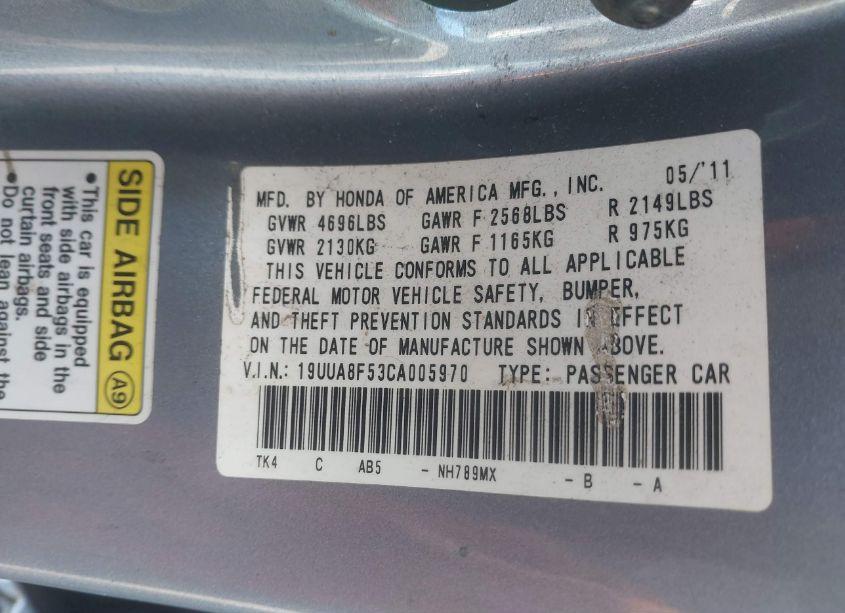 SIDE AIRBAG A9
•This car is equipped
with side airbags in the
front seats and side
curtain airbags.
•Do not lean against the
MFD. BY HONDA OF AMERICA MFG., INC. 05/'11
GVWR 4696LBS GAWR F 2568LBS R 2149LBS
GVWR 2130KG GAWR F 1165KG R 975KG
THIS VEHICLE CONFORMS TO ALL APPLICABLE
FEDERAL MOTOR VEHICLE SAFETY, BUMPER,
AND THEFT PREVENTION STANDARDS IN EFFECT
ON THE DATE OF MANUFACTURE SHOWN ABOVE.
V.I.N.: 19UUA8F53CA005970 TYPE: PASSENGER CAR
TK4 C AB5 - NH789MX - B - A